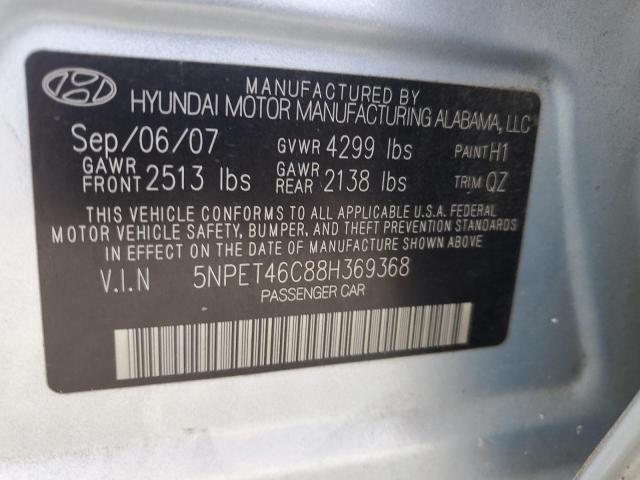 MANUFACTURED BY
HYUNDAI MOTOR MANUFACTURING ALABAMA, LLC
Sep/06/07 GVWR 4299 lbs PAINT H1
GAWR FRONT 2513 lbs GAWR REAR 2138 lbs TRIM QZ
THIS VEHICLE CONFORMS TO ALL APPLICABLE U.S.A. FEDERAL
MOTOR VEHICLE SAFETY, BUMPER, AND THEFT PREVENTION STANDARDS
IN EFFECT ON THE DATE OF MANUFACTURE SHOWN ABOVE.
V.I.N 5NPET46C88H369368
PASSENGER CAR